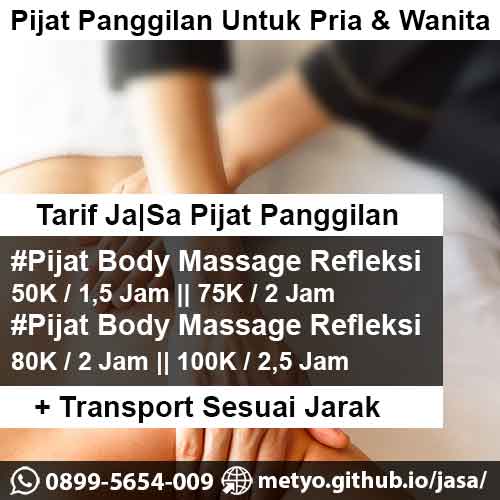 Pijat Panggilan Untuk Pria & Wanita
Tarif Ja|Sa Pijat Panggilan
#Pijat Body Massage Refleksi
50K / 1,5 Jam || 75K / 2 Jam
#Pijat Body Massage Refleksi
80K / 2 Jam || 100K / 2,5 Jam
+ Transport Sesuai Jarak
0899-5654-009 metyo.github.io/jasa/